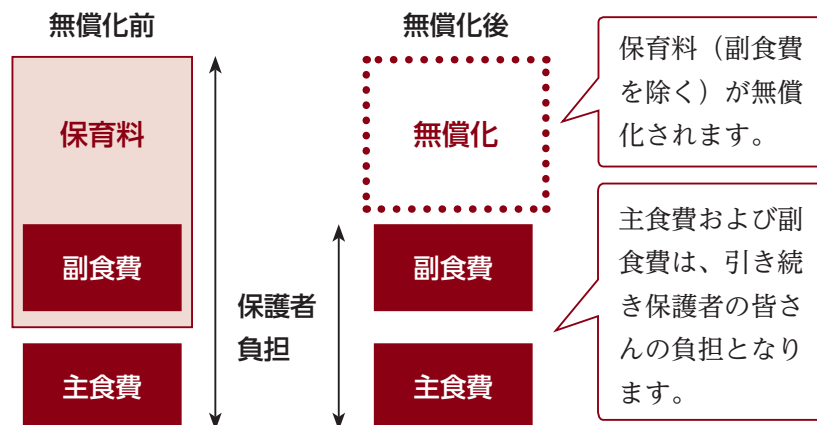 無償化前
保育料
副食費
主食費
保護者
負担
無償化後
無償化
副食費
主食費
保育料（副食費
を除く）が無償
化されます。
主食費および副
食費は、引き続
き保護者の皆さ
んの負担となり
ます。